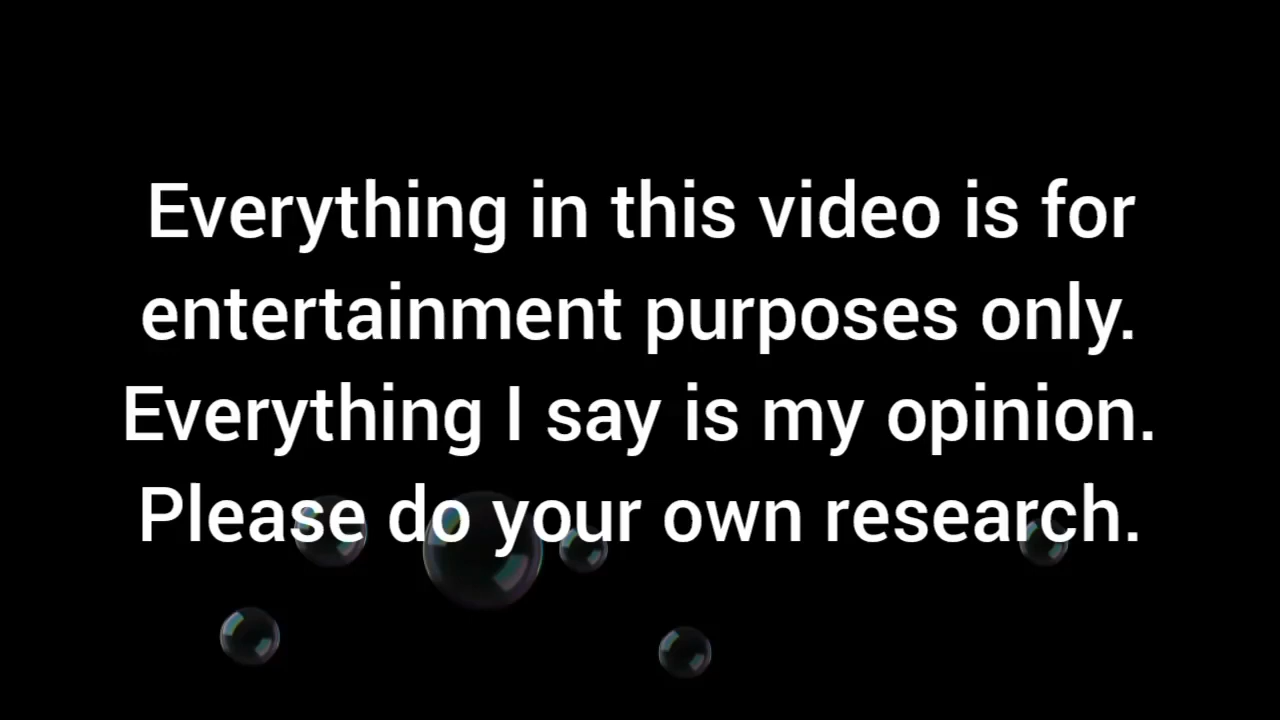 Everything in this video is for
entertainment purposes only.
Everything I say is my opinion.
Please do your own research.